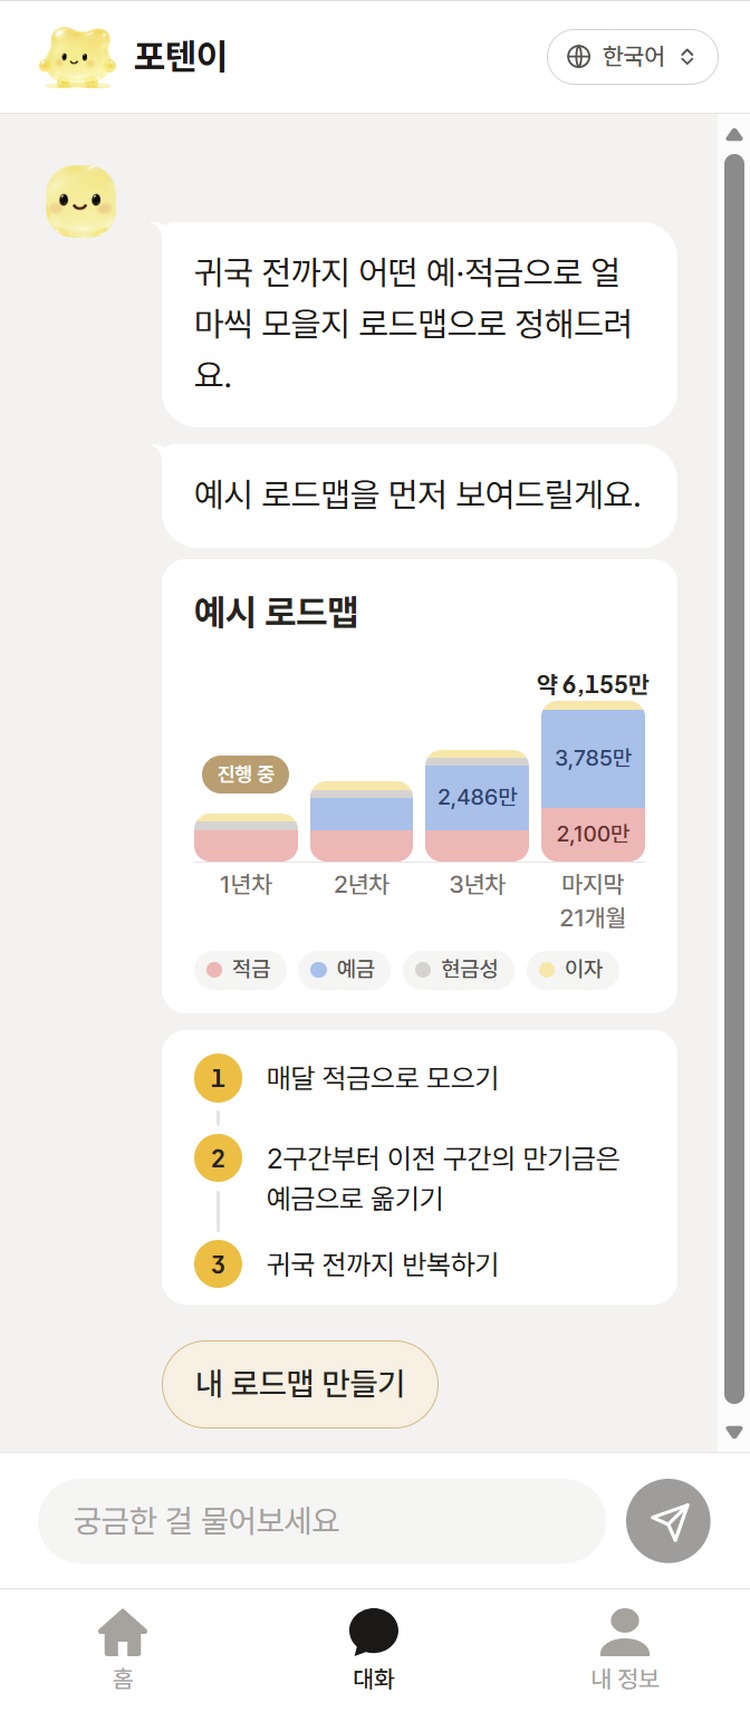 포텐이
한국어
귀국 전까지 어떤 예·적금으로 얼
마씩 모을지 로드맵으로 정해드려
요.
예시 로드맵을 먼저 보여드릴게요.
예시 로드맵
약 6,155만
3,785만
진행 중
2,486만
2,100만
1년차
2년차
3년차
마지막
21개월
적금
예금
현금성
이자
1 매달 적금으로 모으기
2 2구간부터 이전 구간의 만기금은
예금으로 옮기기
3 귀국 전까지 반복하기
내 로드맵 만들기
궁금한 걸 물어보세요
홈
대화
내 정보